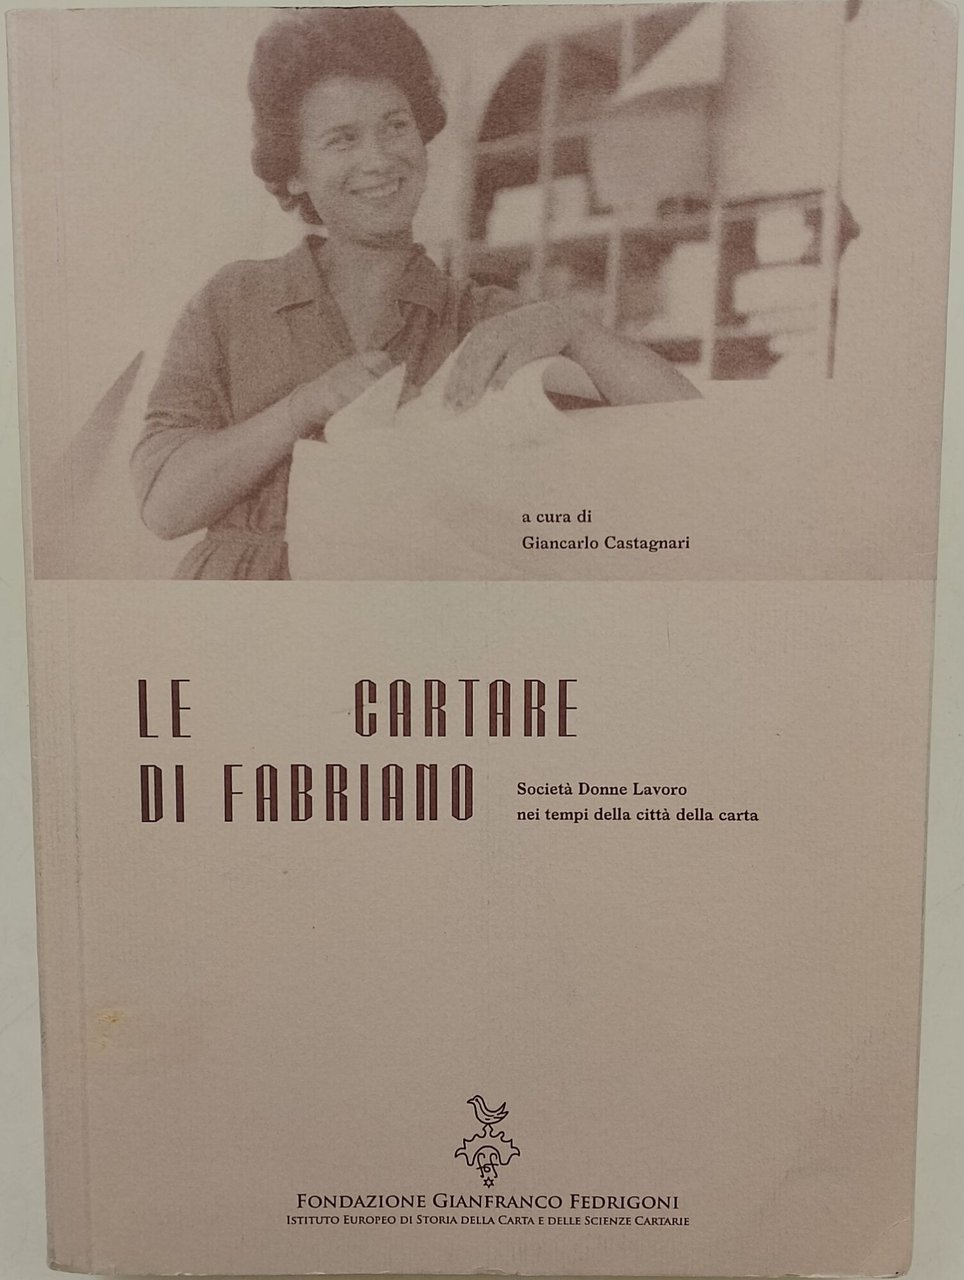 a cura di
Giancarlo Castagnari
LE CARTARE
DI FABRIANO
Società Donne Lavoro
nei tempi della città della carta
FONDAZIONE GIANFRANCO FEDRIGONI
ISTITUTO EUROPEO DI STORIA DELLA CARTA E DELLE SCIENZE CARTARIE